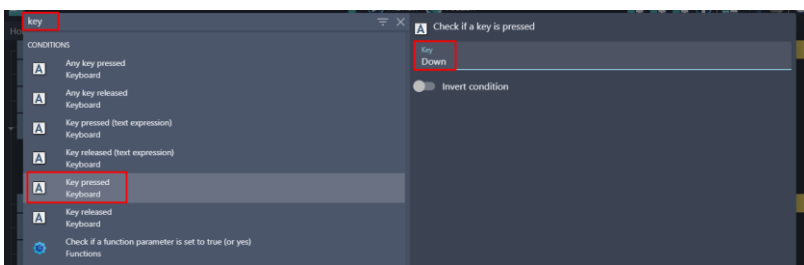 key
Ho
CONDITIONS
Any key pressed
Keyboard
Any key released
Keyboard
Key pressed (text expression)
Keyboard
Key released (text expression)
Keyboard
Key pressed
Keyboard
Key released
Keyboard
Check if a function parameter is set to true (or yes)
Functions
A Check if a key is pressed
Key
Down
Invert condition